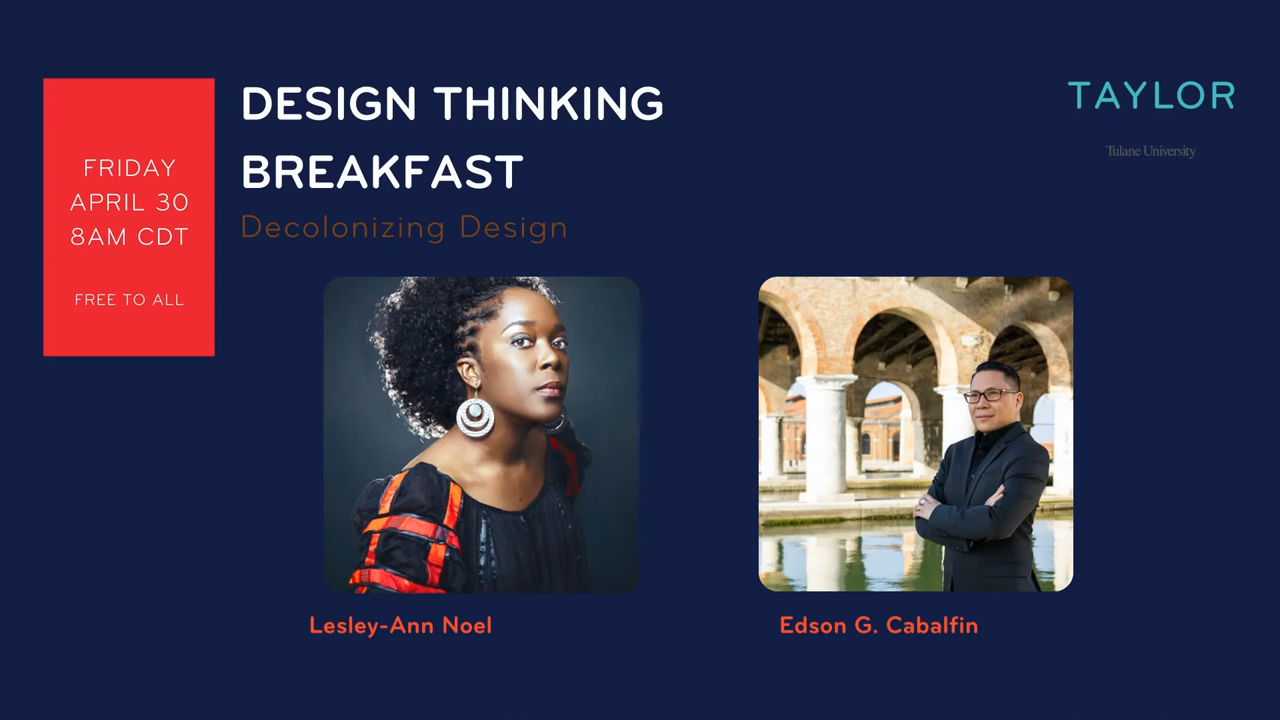 FRIDAY
APRIL 30
8AM CDT
FREE TO ALL
DESIGN THINKING
BREAKFAST
Decolonizing Design
TAYLOR
Tulane University
Lesley-Ann Noel
Edson G. Cabalfin